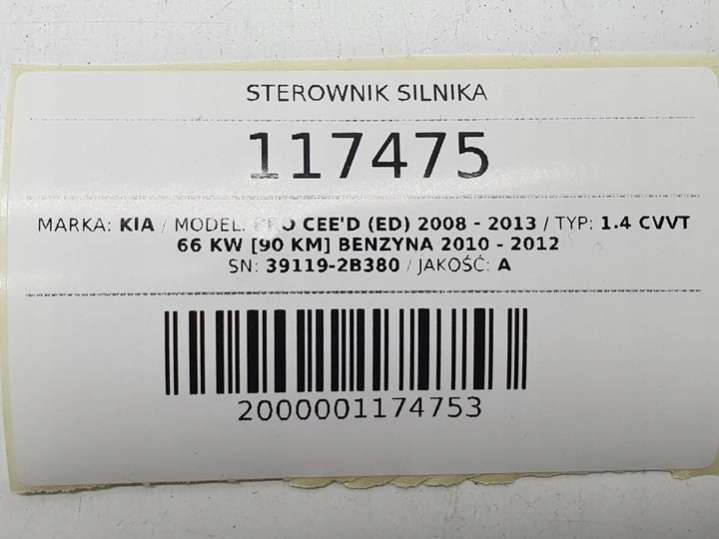 STEROWNIK SILNIKA
117475
MARKA: KIA / MODEL: PRO CEE'D (ED) 2008 - 2013 / TYP: 1.4 CVVT
66 KW [90 KM] BENZYNA 2010 - 2012
SN: 39119-2B380 / JAKOŚĆ: A
2000001174753